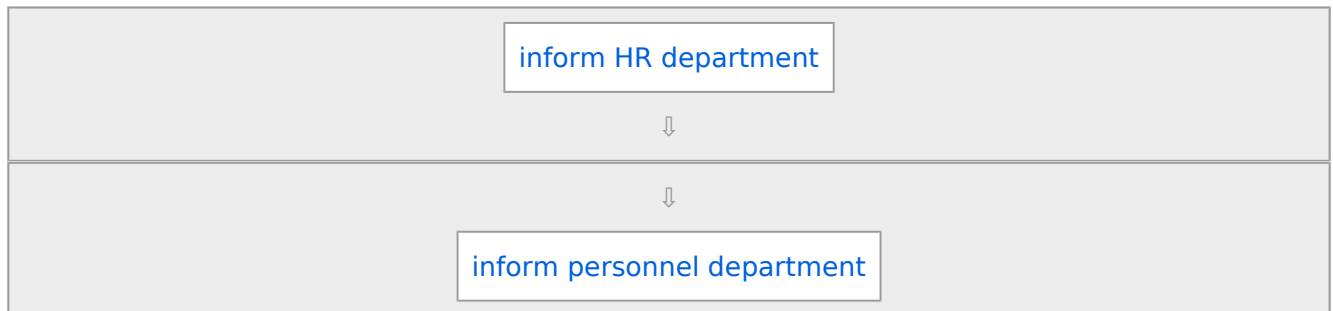 inform HR department
⇩
⇩
inform personnel department